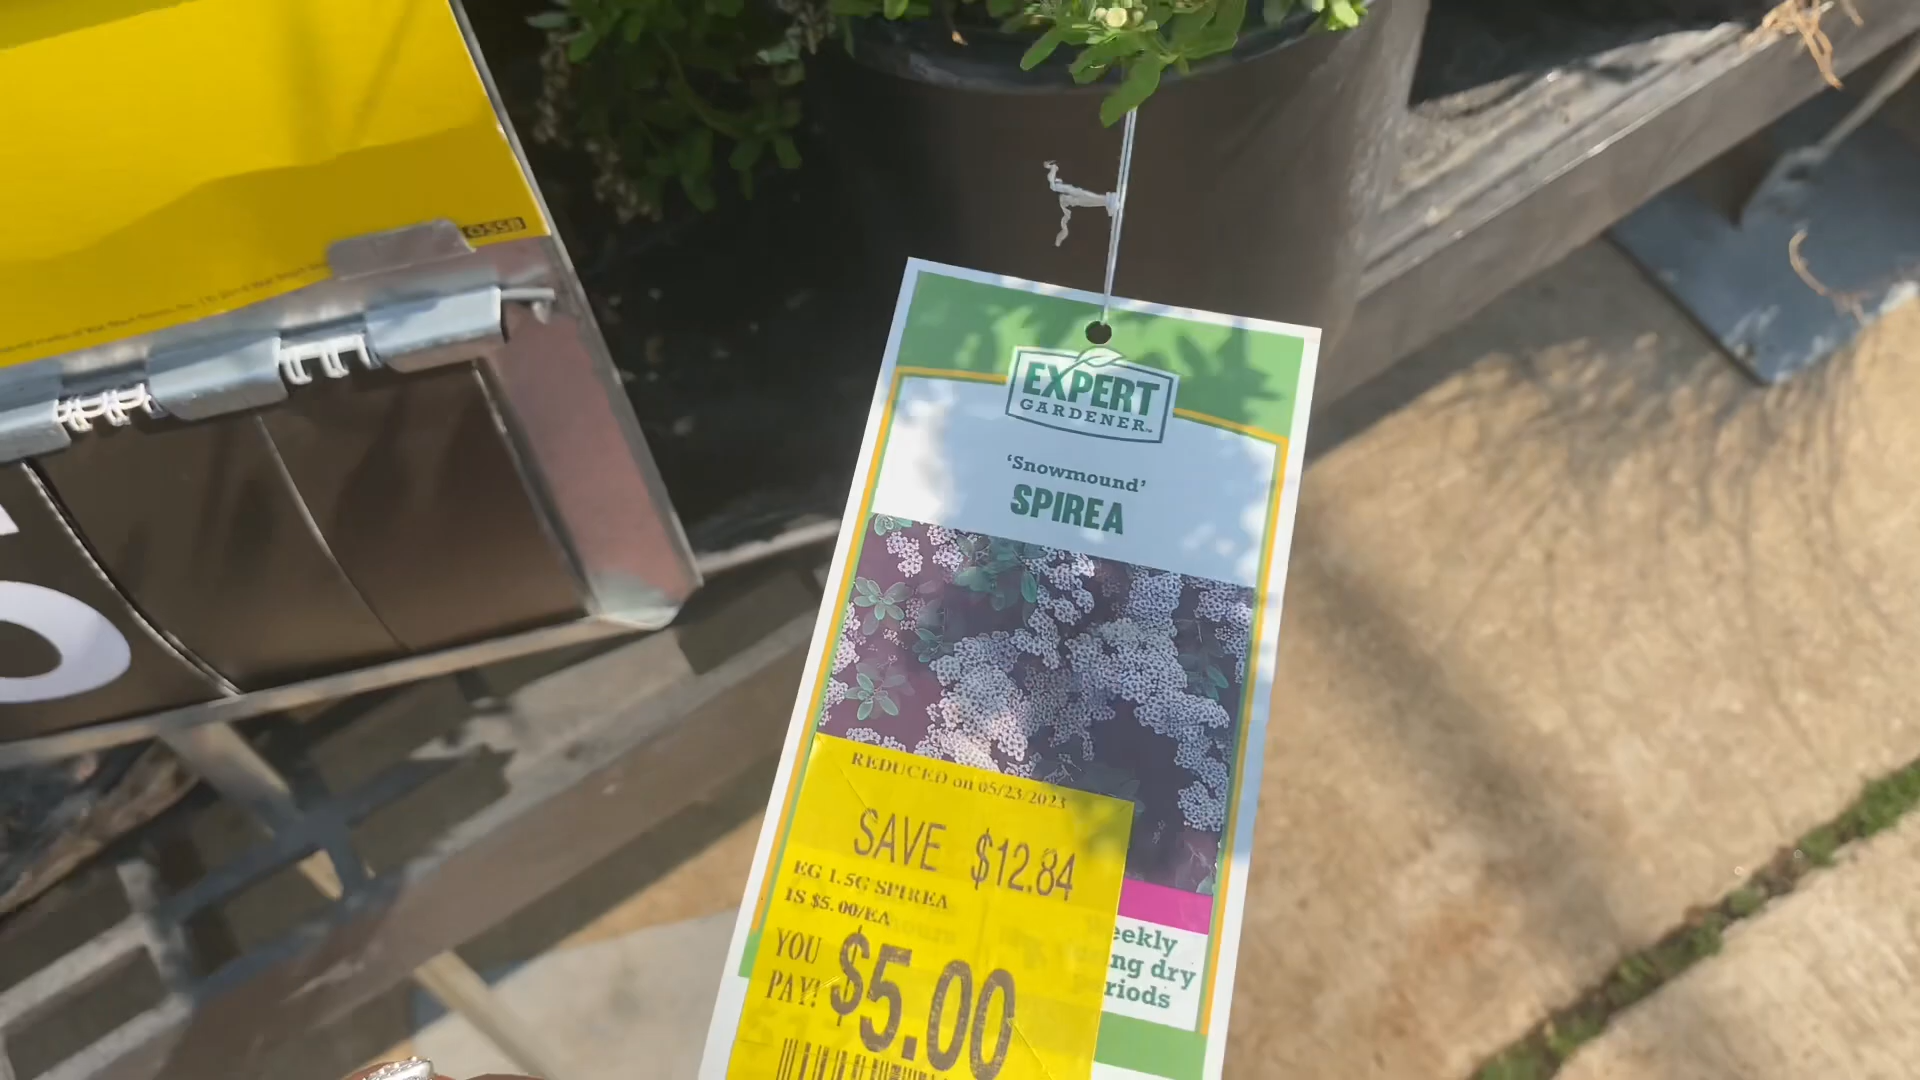 EXPERT
GARDENER™
'Snowmound'
SPIREA
REDUCED on 05/23/2023
SAVE $12.84
EG 1.5G SPIREA
IS $5.00/EA
YOU PAY! $5.00
eekly
ng dry
riods